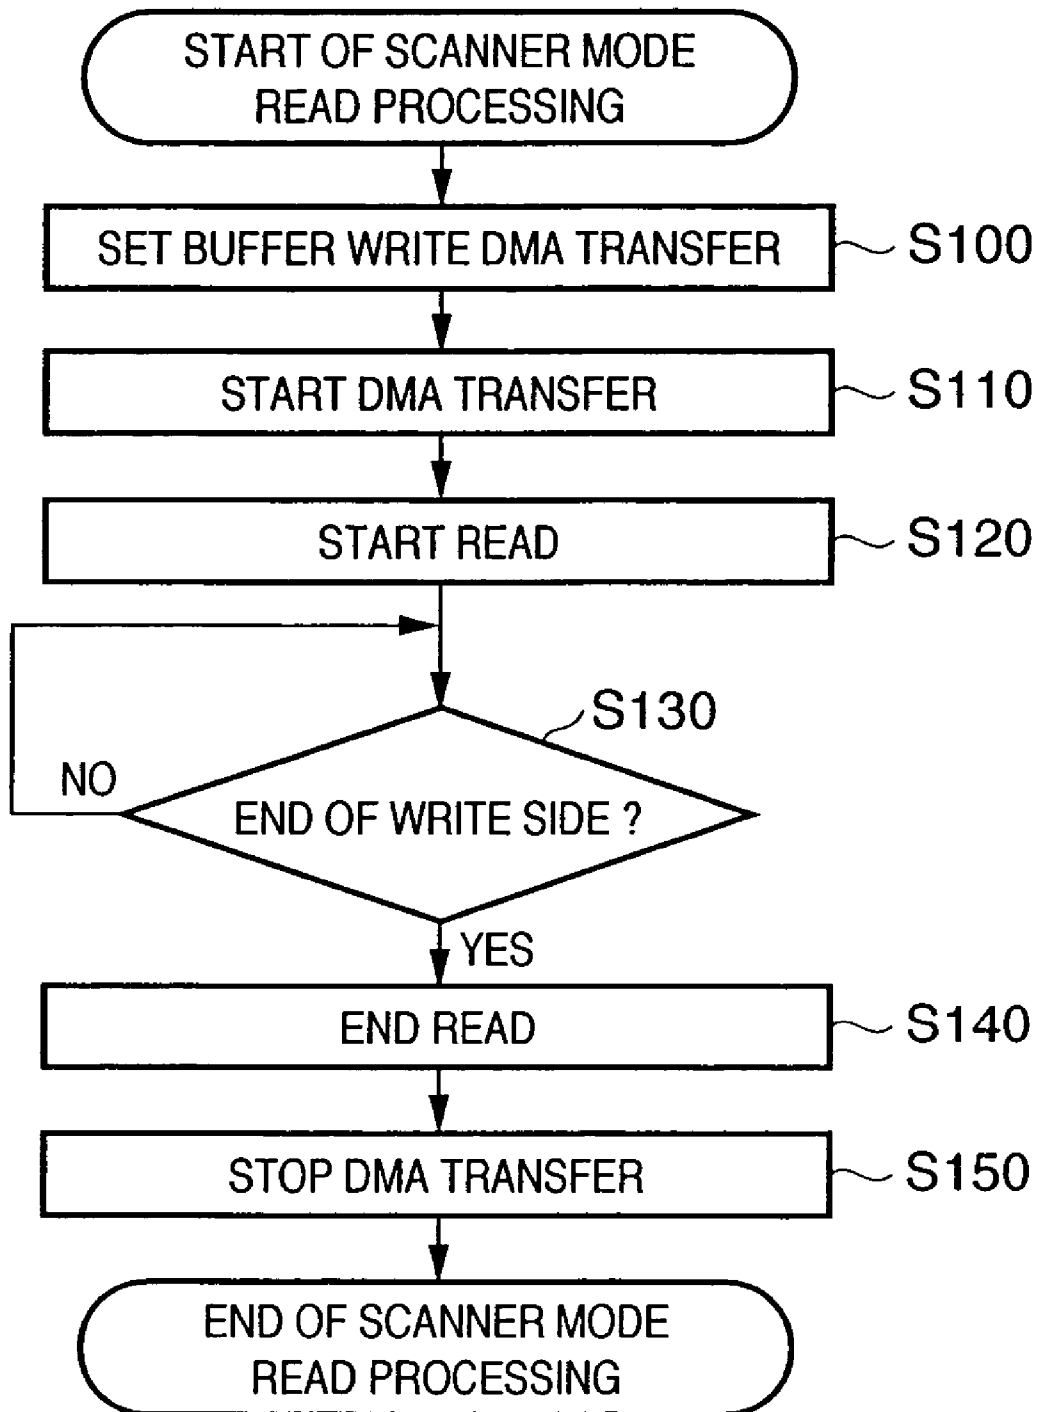 START OF SCANNER MODE
READ PROCESSING
SET BUFFER WRITE DMA TRANSFER
S100
START DMA TRANSFER
S110
START READ
S120
S130
NO
END OF WRITE SIDE ?
YES
END READ
S140
STOP DMA TRANSFER
S150
END OF SCANNER MODE
READ PROCESSING